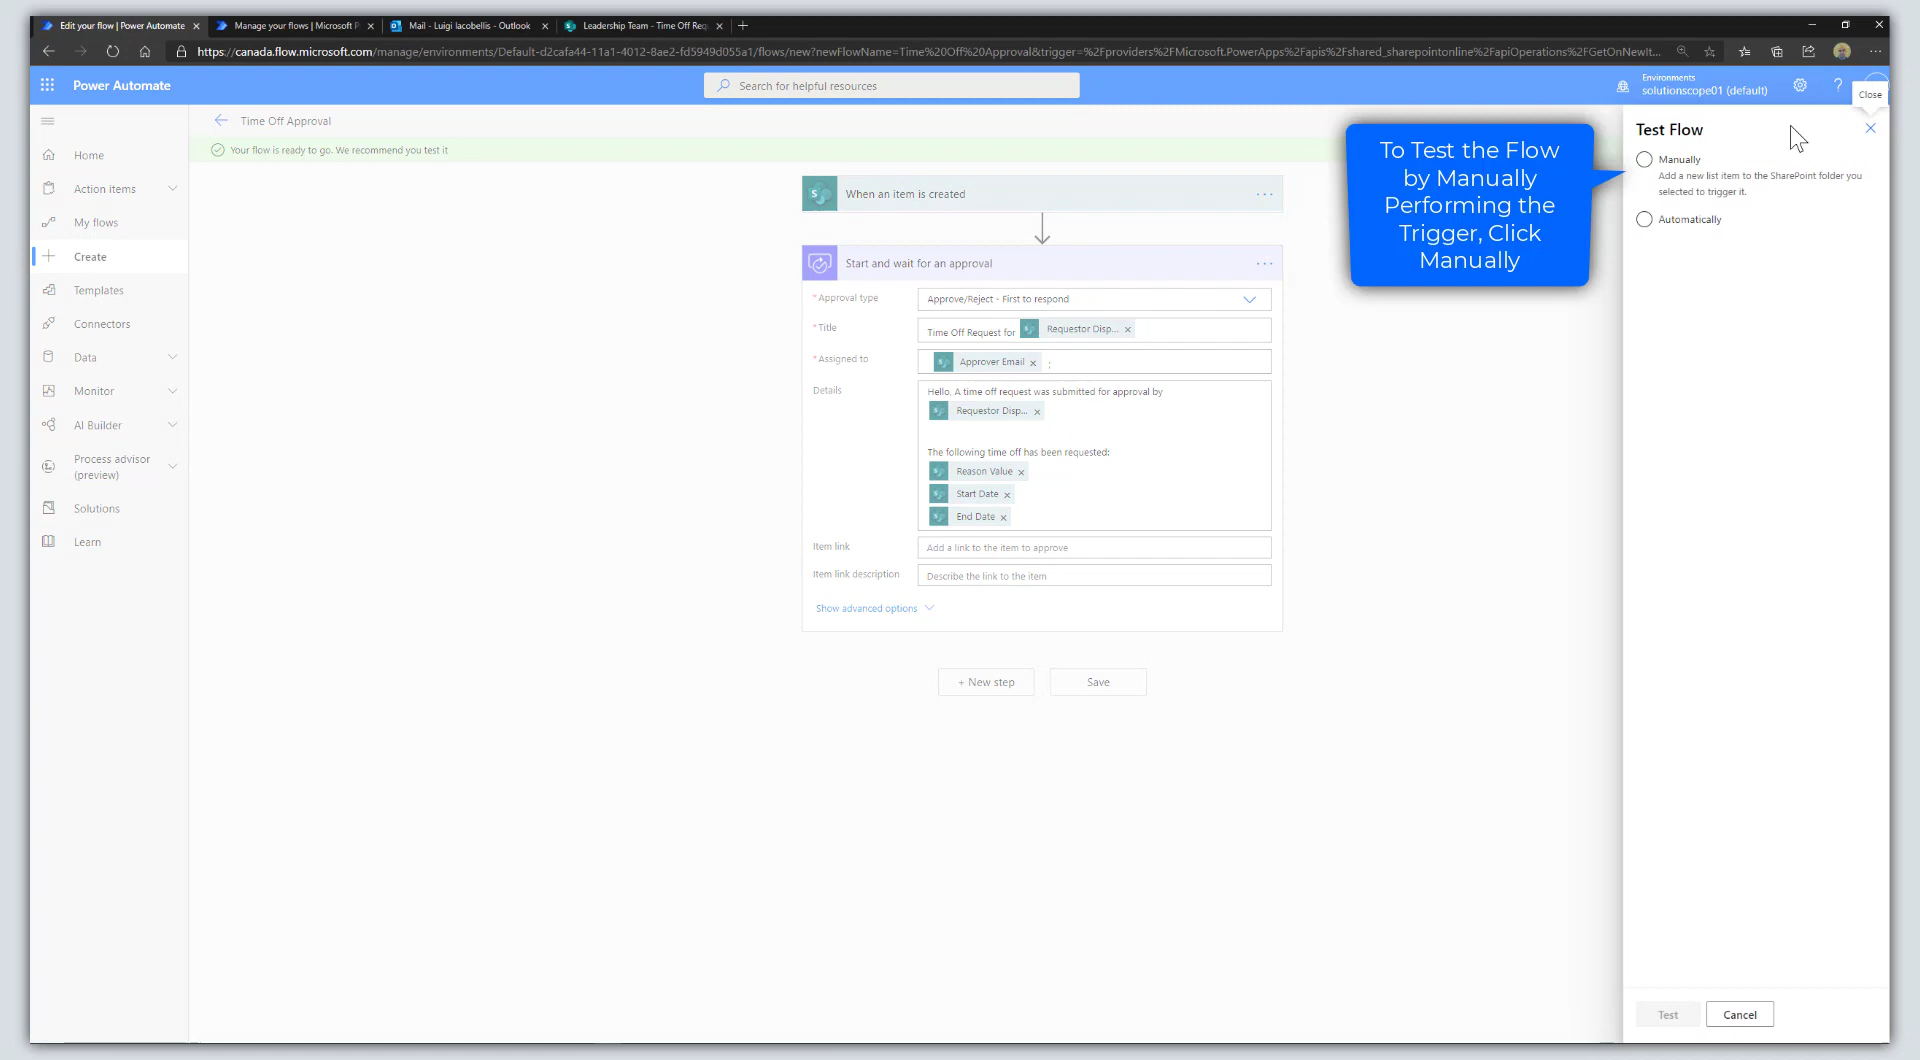 Edit your flow | Power Automate
Manage your flows | Microsoft P
Mail - Luigi Iacobellis - Outlook
Leadership Team - Time Off Req
https://canada.flow.microsoft.com/manage/environments/Default-d2cafa44-11a1-4012-8ae2-fd5949d055a1/flows/new?newFlowName=Time%20Off%20Approval&trigger=%2Fproviders%2FMicrosoft.PowerApps%2Fapis%2Fshared_sharepointonline%2FapiOperations%2FGetOnNewIt...
Power Automate
Search for helpful resources
Environments
solutionscope01 (default)
?
Close
Time Off Approval
Your flow is ready to go. We recommend you test it
Home
Action items
My flows
Create
Templates
Connectors
Data
Monitor
AI Builder
Process advisor
(preview)
Solutions
Learn
When an item is created
Start and wait for an approval
* Approval type
Approve/Reject - First to respond
* Title
Time Off Request for Requestor Disp...
* Assigned to
Approver Email ;
Details
Hello, A time off request was submitted for approval by
Requestor Disp...
The following time off has been requested:
Reason Value
Start Date
End Date
Item link
Add a link to the item to approve
Item link description
Describe the link to the item
Show advanced options
+ New step
Save
To Test the Flow
by Manually
Performing the
Trigger, Click
Manually
Test Flow
Manually
Add a new list item to the SharePoint folder you
selected to trigger it.
Automatically
Test
Cancel